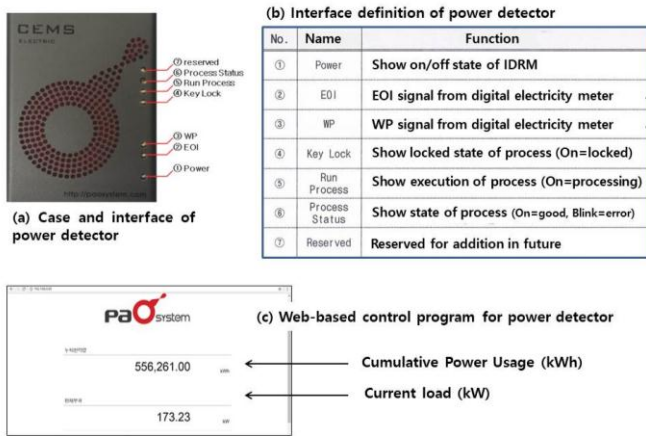 (b) Interface definition of power detector
CEMS
ELECTRIC
⑦ reserved
⑥ Process Status
⑤ Run Process
④ Key Lock
③ WP
② EOI
① Power
http://paosystem.com
(a) Case and interface of
power detector
No. Name Function
① Power Show on/off state of IDRM
② EOI EOI signal from digital electricity meter
③ WP WP signal from digital electricity meter
④ Key Lock Show locked state of process (On=locked)
⑤ Run Process Show execution of process (On=processing)
⑥ Process Status Show state of process (On=good, Blink=error)
⑦ Reserved Reserved for addition in future
PaO system
(c) Web-based control program for power detector
556,261.00 kWh
Cumulative Power Usage (kWh)
Current load (kW)
173.23 kW